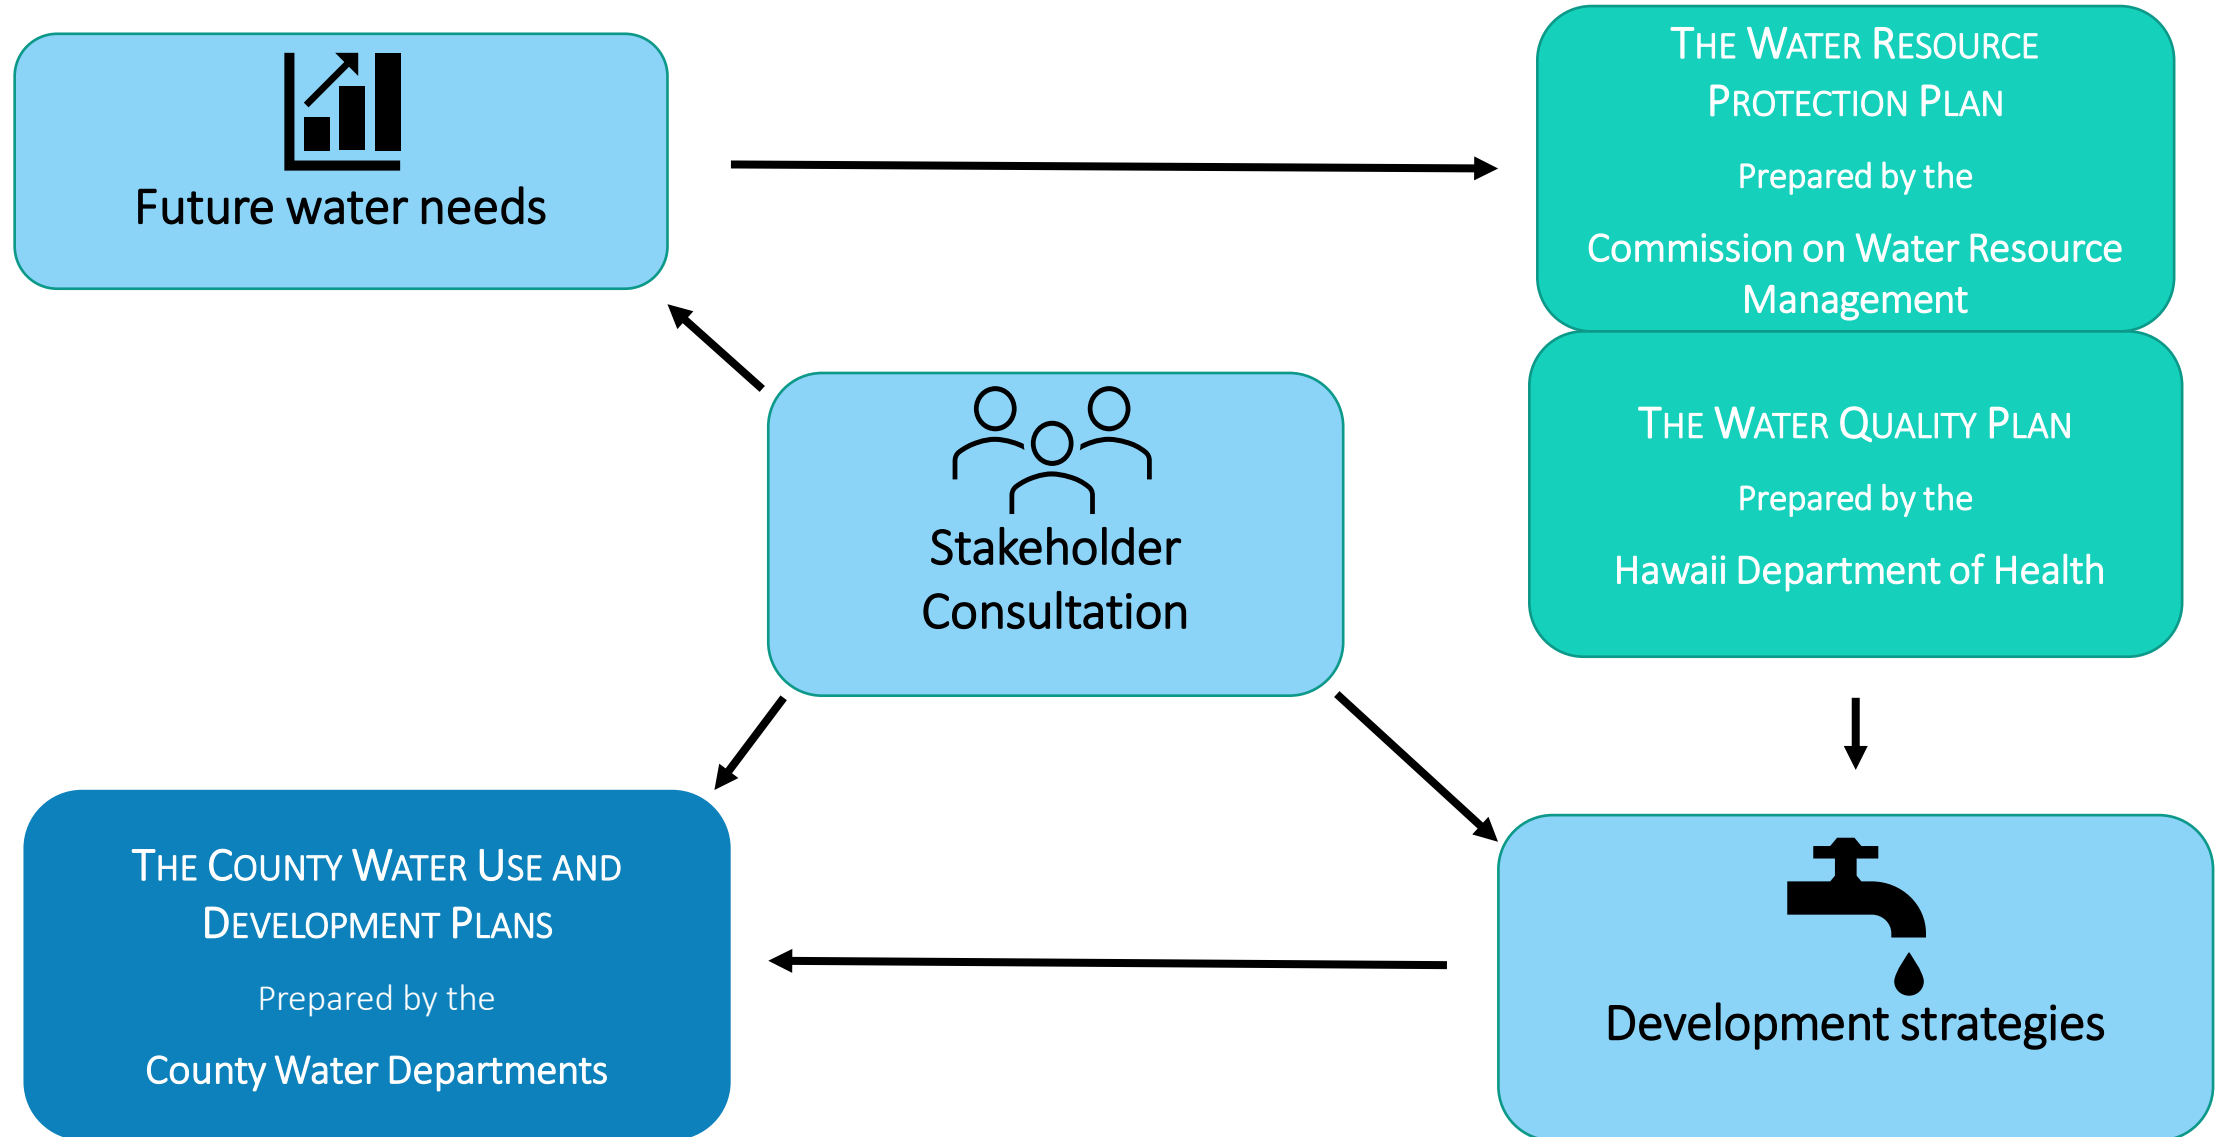 Future water needs
THE WATER RESOURCE
PROTECTION PLAN
Prepared by the
Commission on Water Resource
Management
THE WATER QUALITY PLAN
Prepared by the
Hawaii Department of Health
Stakeholder
Consultation
THE COUNTY WATER USE AND
DEVELOPMENT PLANS
Prepared by the
County Water Departments
Development strategies